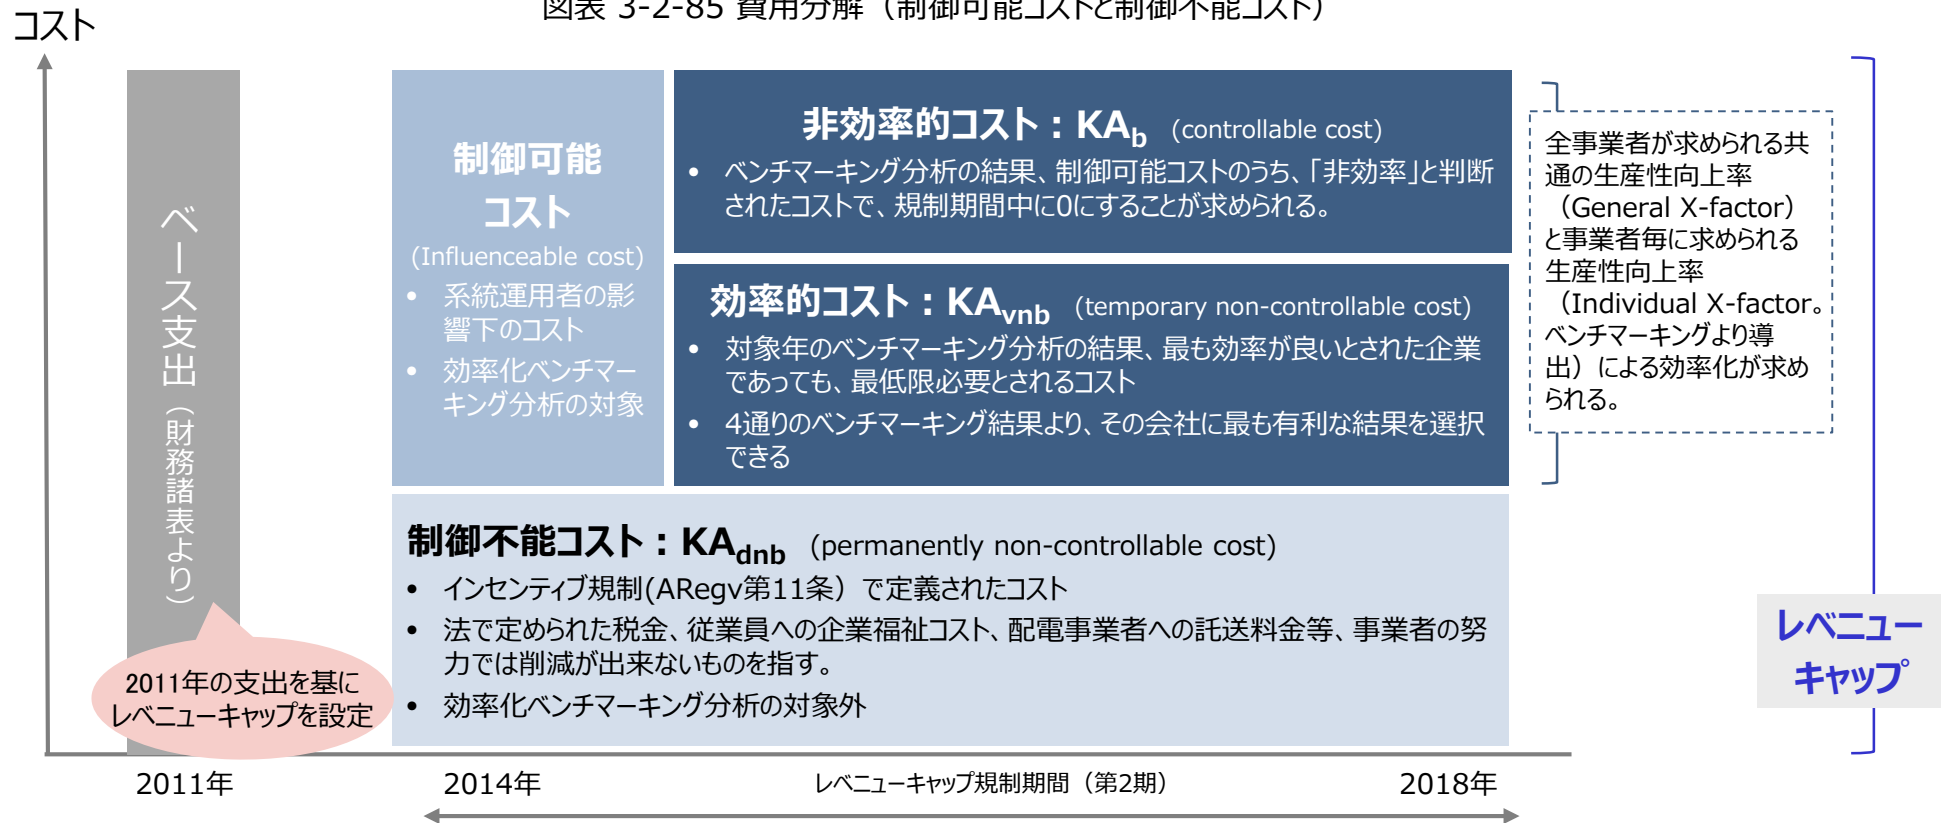 図表 3-2-85 費用分解（制御可能コストと制御不能コスト）
コスト
ベース支出（財務諸表より）
2011年の支出を基に
レベニューキャップを設定
制御可能
コスト
(Influenceable cost)
• 系統運用者の影
響下のコスト
• 効率化ベンチマー
キング分析の対象
非効率的コスト：KAb (controllable cost)
• ベンチマーキング分析の結果、制御可能コストのうち、「非効率」と判断
されたコストで、規制期間中に0にすることが求められる。
効率的コスト：KAvnb (temporary non-controllable cost)
• 対象年のベンチマーキング分析の結果、最も効率が良いとされた企業
であっても、最低限必要とされるコスト
• 4通りのベンチマーキング結果より、その会社に最も有利な結果を選択
できる
制御不能コスト：KAdnb (permanently non-controllable cost)
• インセンティブ規制(ARegv第11条）で定義されたコスト
• 法で定められた税金、従業員への企業福祉コスト、配電事業者への託送料金等、事業者の努
力では削減が出来ないものを指す。
• 効率化ベンチマーキング分析の対象外
全事業者が求められる共
通の生産性向上率
（General X-factor）
と事業者毎に求められる
生産性向上率
（Individual X-factor。
ベンチマーキングより導
出）による効率化が求め
られる。
レベニュー
キャップ
2011年
2014年
レベニューキャップ規制期間（第2期）
2018年